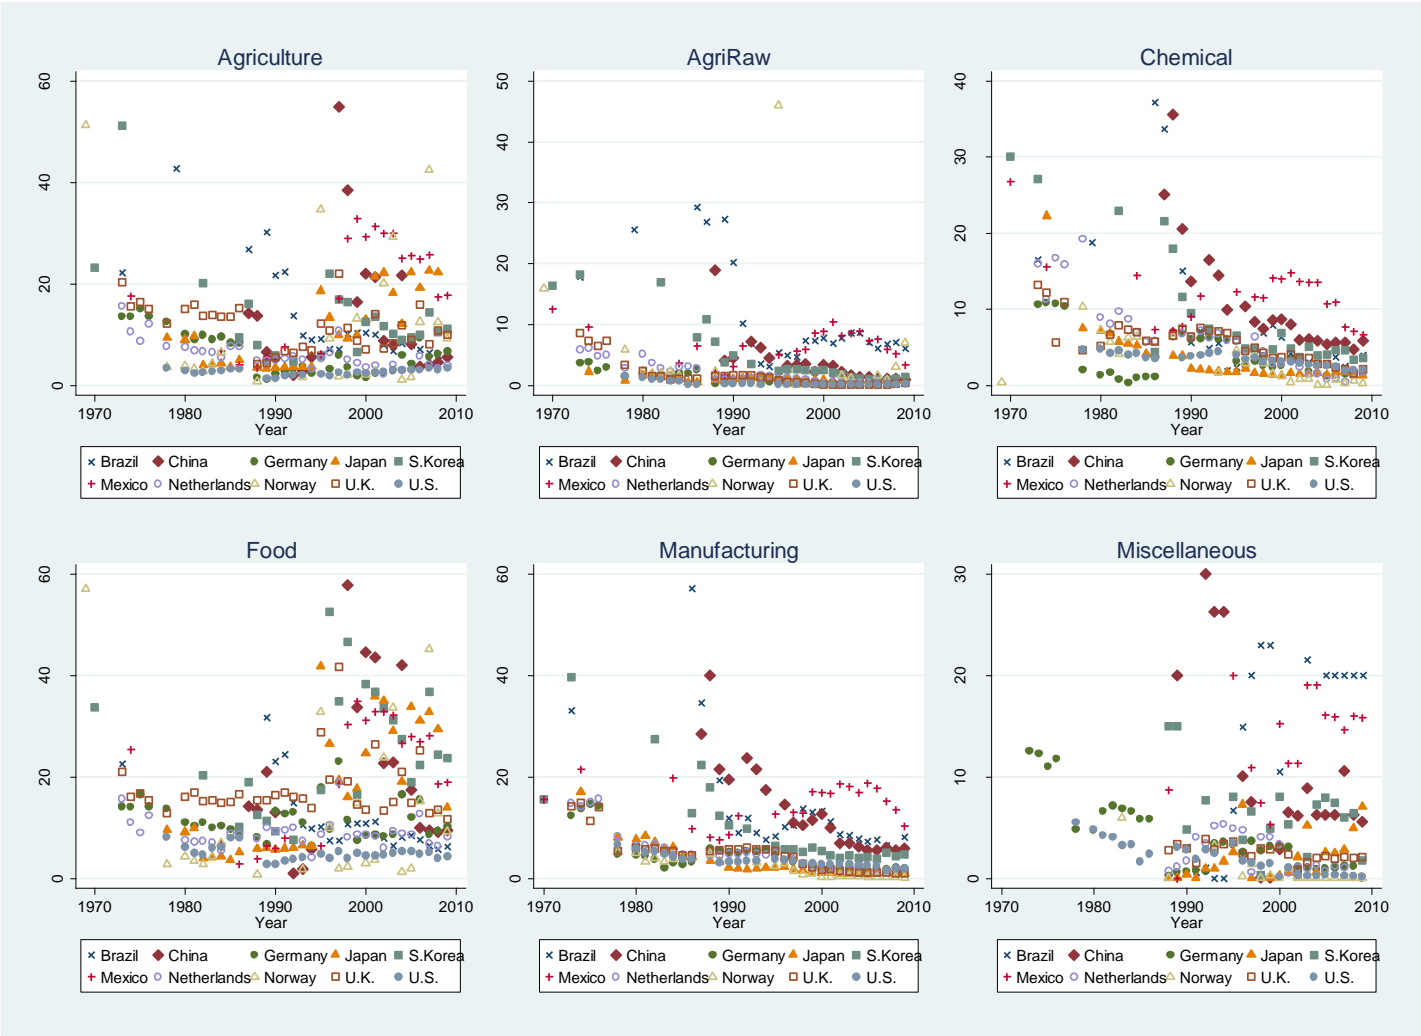 Agriculture
60
40
20
0
1970 1980 1990 2000 2010
Year
Brazil China Germany Japan S.Korea
Mexico Netherlands Norway U.K. U.S.
AgriRaw
50
40
30
20
10
0
1970 1980 1990 2000 2010
Year
Brazil China Germany Japan S.Korea
Mexico Netherlands Norway U.K. U.S.
Chemical
40
30
20
10
0
1970 1980 1990 2000 2010
Year
Brazil China Germany Japan S.Korea
Mexico Netherlands Norway U.K. U.S.
Food
60
40
20
0
1970 1980 1990 2000 2010
Year
Brazil China Germany Japan S.Korea
Mexico Netherlands Norway U.K. U.S.
Manufacturing
60
40
20
0
1970 1980 1990 2000 2010
Year
Brazil China Germany Japan S.Korea
Mexico Netherlands Norway U.K. U.S.
Miscellaneous
30
20
10
0
1970 1980 1990 2000 2010
Year
Brazil China Germany Japan S.Korea
Mexico Netherlands Norway U.K. U.S.